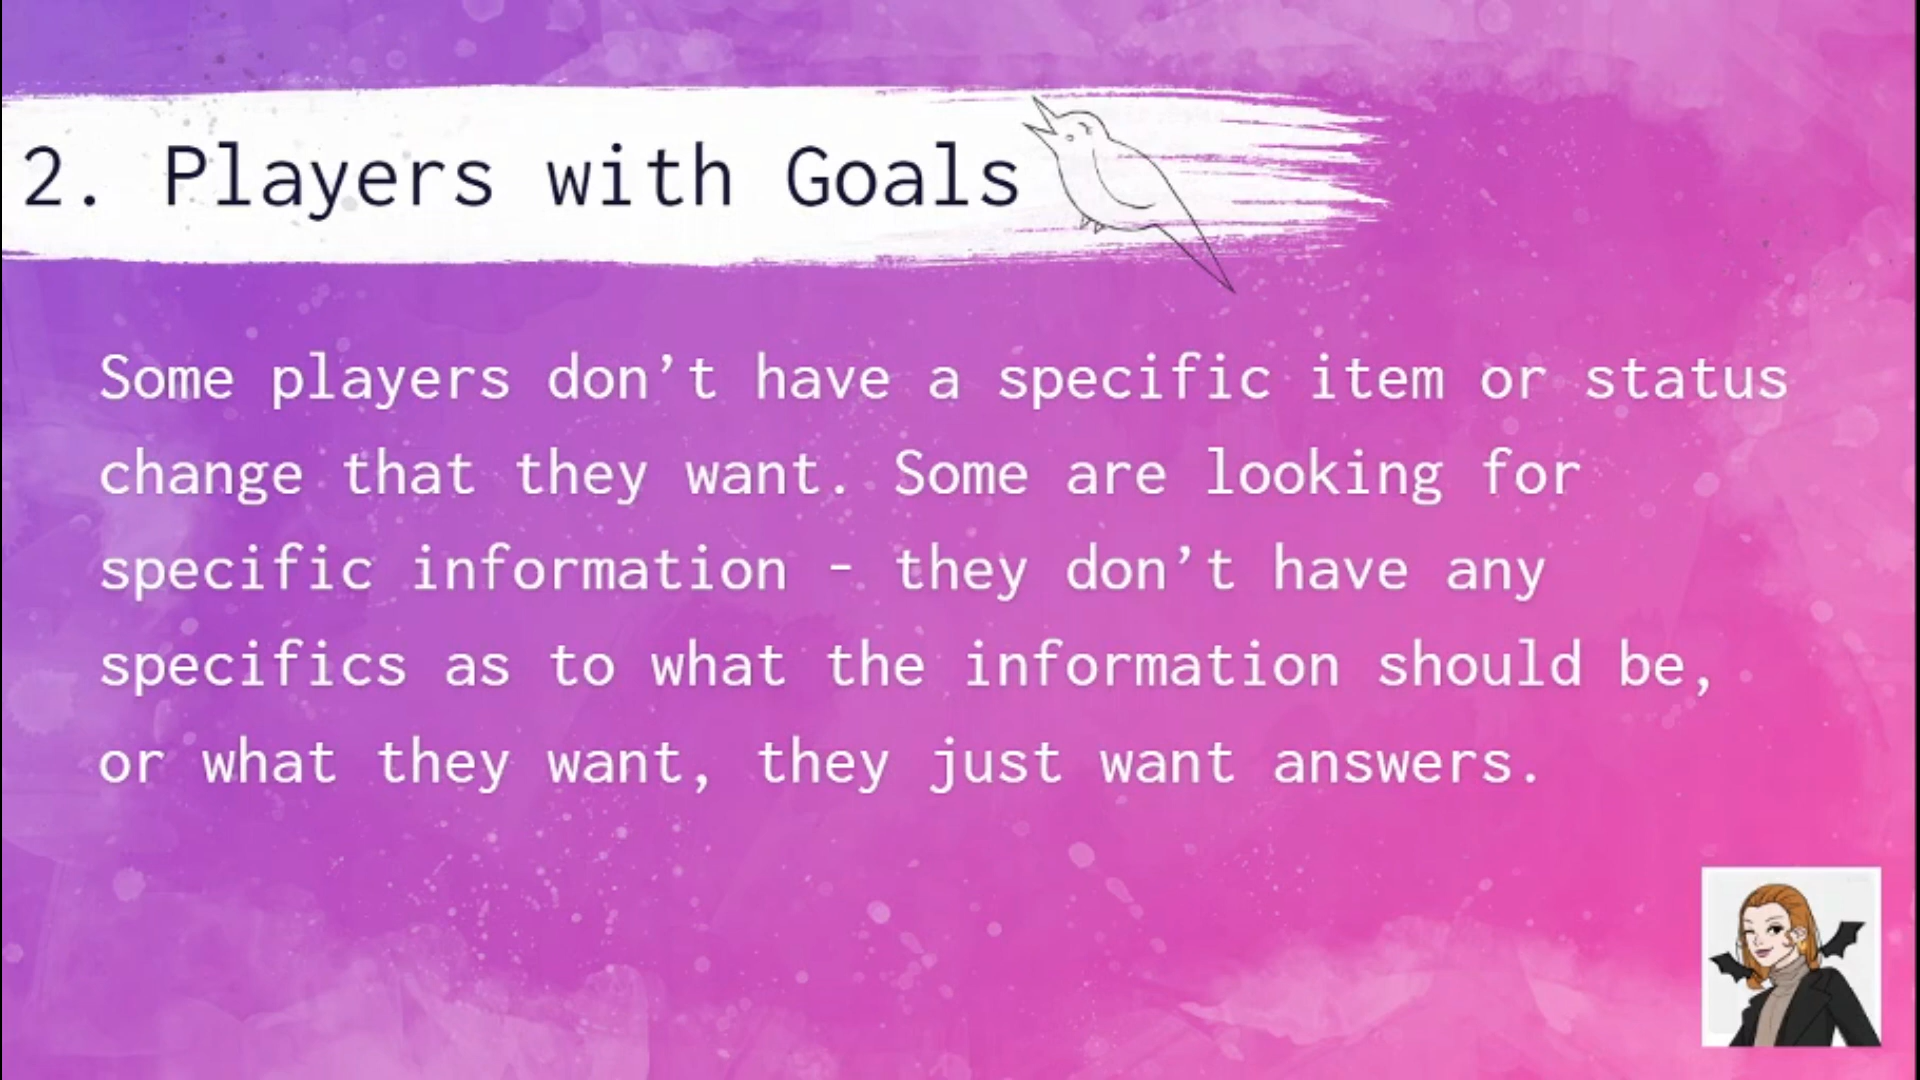 2. Players with Goals
Some players don’t have a specific item or status
change that they want. Some are looking for
specific information - they don’t have any
specifics as to what the information should be,
or what they want, they just want answers.